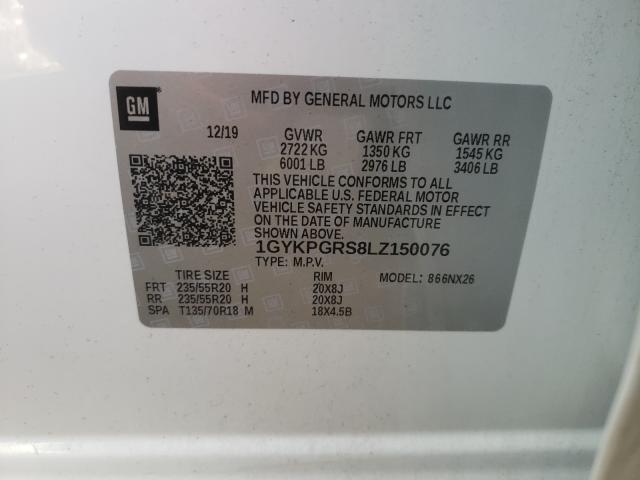 GM
MFD BY GENERAL MOTORS LLC
12/19 GVWR GAWR FRT GAWR RR
2722 KG 1350 KG 1545 KG
6001 LB 2976 LB 3406 LB
THIS VEHICLE CONFORMS TO ALL
APPLICABLE U.S. FEDERAL MOTOR
VEHICLE SAFETY STANDARDS IN EFFECT
ON THE DATE OF MANUFACTURE
SHOWN ABOVE.
1GYKPGRS8LZ150076
TYPE: M.P.V. MODEL: 866NX26
TIRE SIZE RIM
FRT 235/55R20 H 20X8J
RR 235/55R20 H 20X8J
SPA T135/70R18 M 18X4.5B